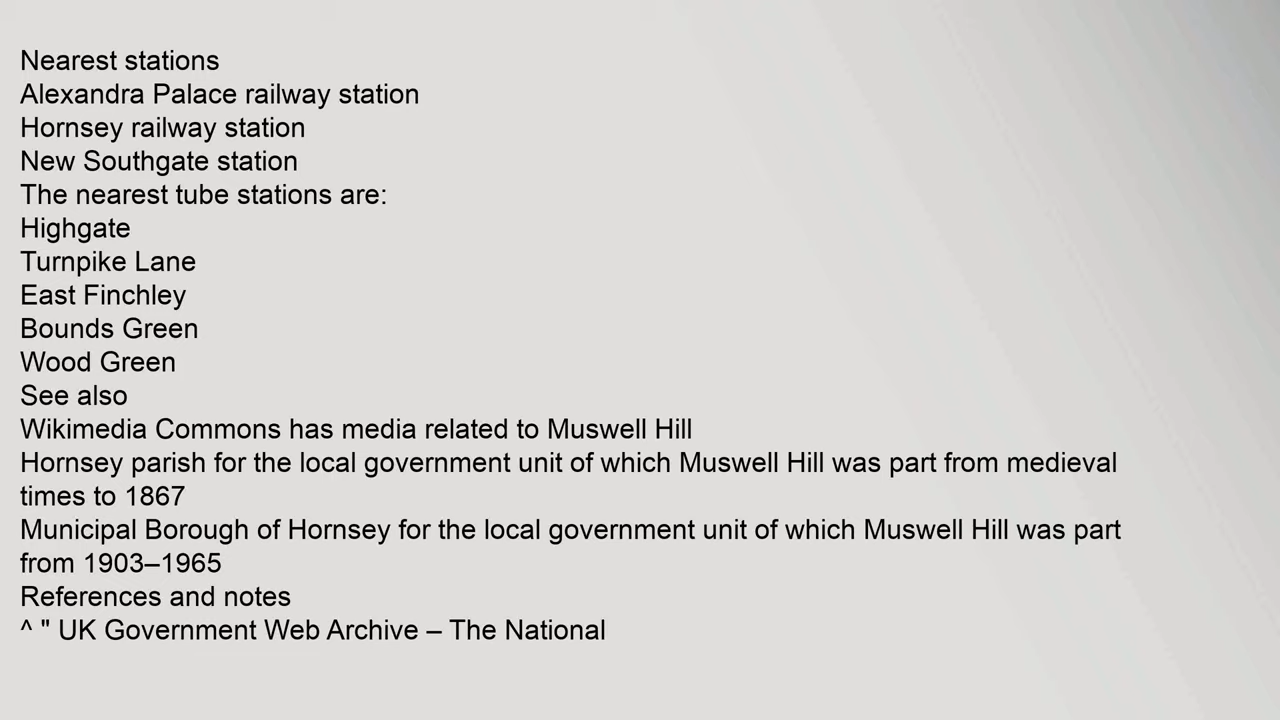 Nearest stations
Alexandra Palace railway station
Hornsey railway station
New Southgate station
The nearest tube stations are:
Highgate
Turnpike Lane
East Finchley
Bounds Green
Wood Green
See also
Wikimedia Commons has media related to Muswell Hill
Hornsey parish for the local government unit of which Muswell Hill was part from medieval
times to 1867
Municipal Borough of Hornsey for the local government unit of which Muswell Hill was part
from 1903–1965
References and notes
^ " UK Government Web Archive – The National